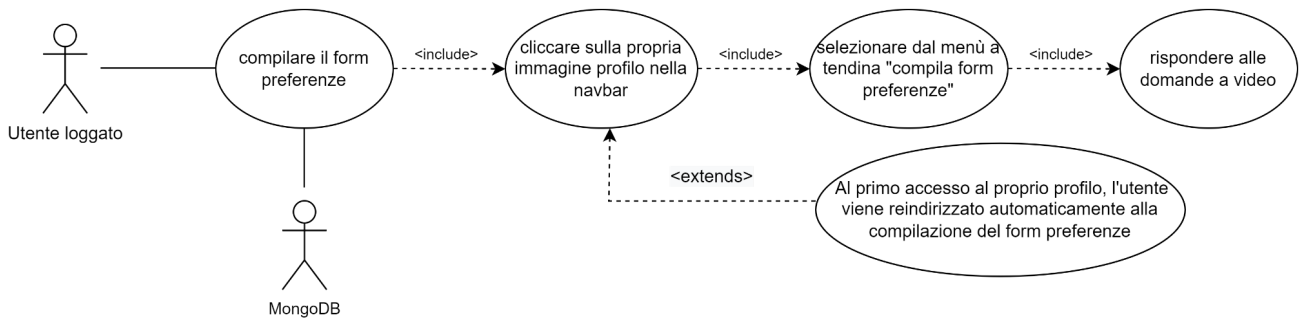 compilare il form
preferenze
<include>
cliccare sulla propria
immagine profilo nella
navbar
<include>
selezionare dal menù a
tendina "compila form
preferenze"
<include>
rispondere alle
domande a video
Utente loggato
<extends>
Al primo accesso al proprio profilo, l'utente
viene reindirizzato automaticamente alla
compilazione del form preferenze
MongoDB